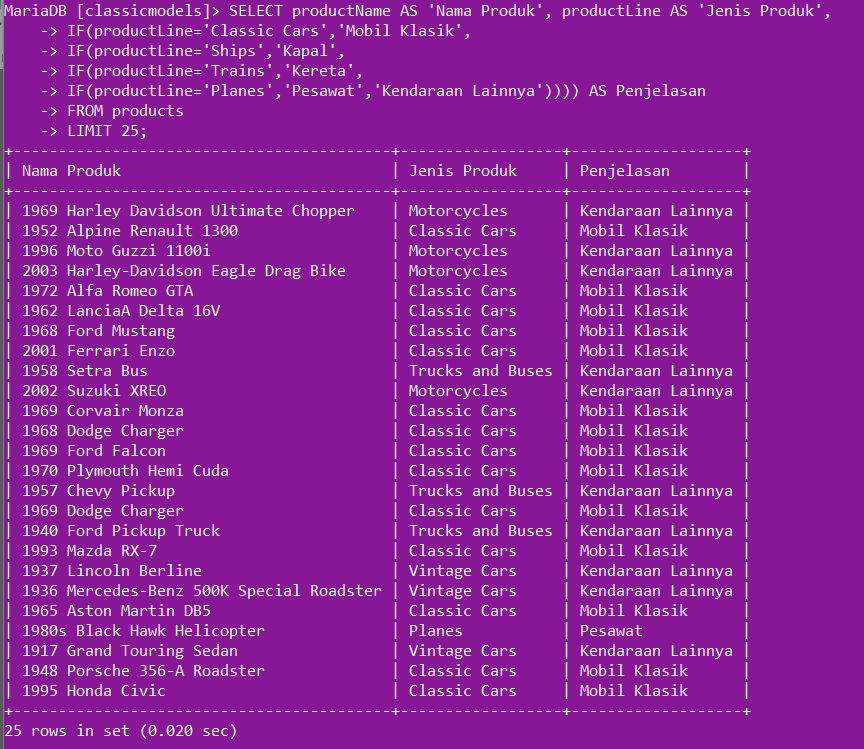 MariaDB [classicmodels]> SELECT productName AS 'Nama Produk', productLine AS 'Jenis Produk',
    -> IF(productLine='Classic Cars','Mobil Klasik',
    -> IF(productLine='Ships','Kapal',
    -> IF(productLine='Trains','Kereta',
    -> IF(productLine='Planes','Pesawat','Kendaraan Lainnya')))) AS Penjelasan
    -> FROM products
    -> LIMIT 25;
+------------------------------------------+------------------+-------------------+
| Nama Produk                              | Jenis Produk     | Penjelasan        |
+------------------------------------------+------------------+-------------------+
| 1969 Harley Davidson Ultimate Chopper    | Motorcycles      | Kendaraan Lainnya |
| 1952 Alpine Renault 1300                 | Classic Cars     | Mobil Klasik      |
| 1996 Moto Guzzi 1100i                    | Motorcycles      | Kendaraan Lainnya |
| 2003 Harley-Davidson Eagle Drag Bike     | Motorcycles      | Kendaraan Lainnya |
| 1972 Alfa Romeo GTA                      | Classic Cars     | Mobil Klasik      |
| 1962 LanciaA Delta 16V                   | Classic Cars     | Mobil Klasik      |
| 1968 Ford Mustang                        | Classic Cars     | Mobil Klasik      |
| 2001 Ferrari Enzo                        | Classic Cars     | Mobil Klasik      |
| 1958 Setra Bus                           | Trucks and Buses | Kendaraan Lainnya |
| 2002 Suzuki XREO                         | Motorcycles      | Kendaraan Lainnya |
| 1969 Corvair Monza                       | Classic Cars     | Mobil Klasik      |
| 1968 Dodge Charger                       | Classic Cars     | Mobil Klasik      |
| 1969 Ford Falcon                         | Classic Cars     | Mobil Klasik      |
| 1970 Plymouth Hemi Cuda                  | Classic Cars     | Mobil Klasik      |
| 1957 Chevy Pickup                        | Trucks and Buses | Kendaraan Lainnya |
| 1969 Dodge Charger                       | Classic Cars     | Mobil Klasik      |
| 1940 Ford Pickup Truck                   | Trucks and Buses | Kendaraan Lainnya |
| 1993 Mazda RX-7                          | Classic Cars     | Mobil Klasik      |
| 1937 Lincoln Berline                     | Vintage Cars     | Kendaraan Lainnya |
| 1936 Mercedes-Benz 500K Special Roadster | Vintage Cars     | Kendaraan Lainnya |
| 1965 Aston Martin DB5                    | Classic Cars     | Mobil Klasik      |
| 1980s Black Hawk Helicopter              | Planes           | Pesawat           |
| 1917 Grand Touring Sedan                 | Vintage Cars     | Kendaraan Lainnya |
| 1948 Porsche 356-A Roadster              | Classic Cars     | Mobil Klasik      |
| 1995 Honda Civic                         | Classic Cars     | Mobil Klasik      |
+------------------------------------------+------------------+-------------------+
25 rows in set (0.020 sec)